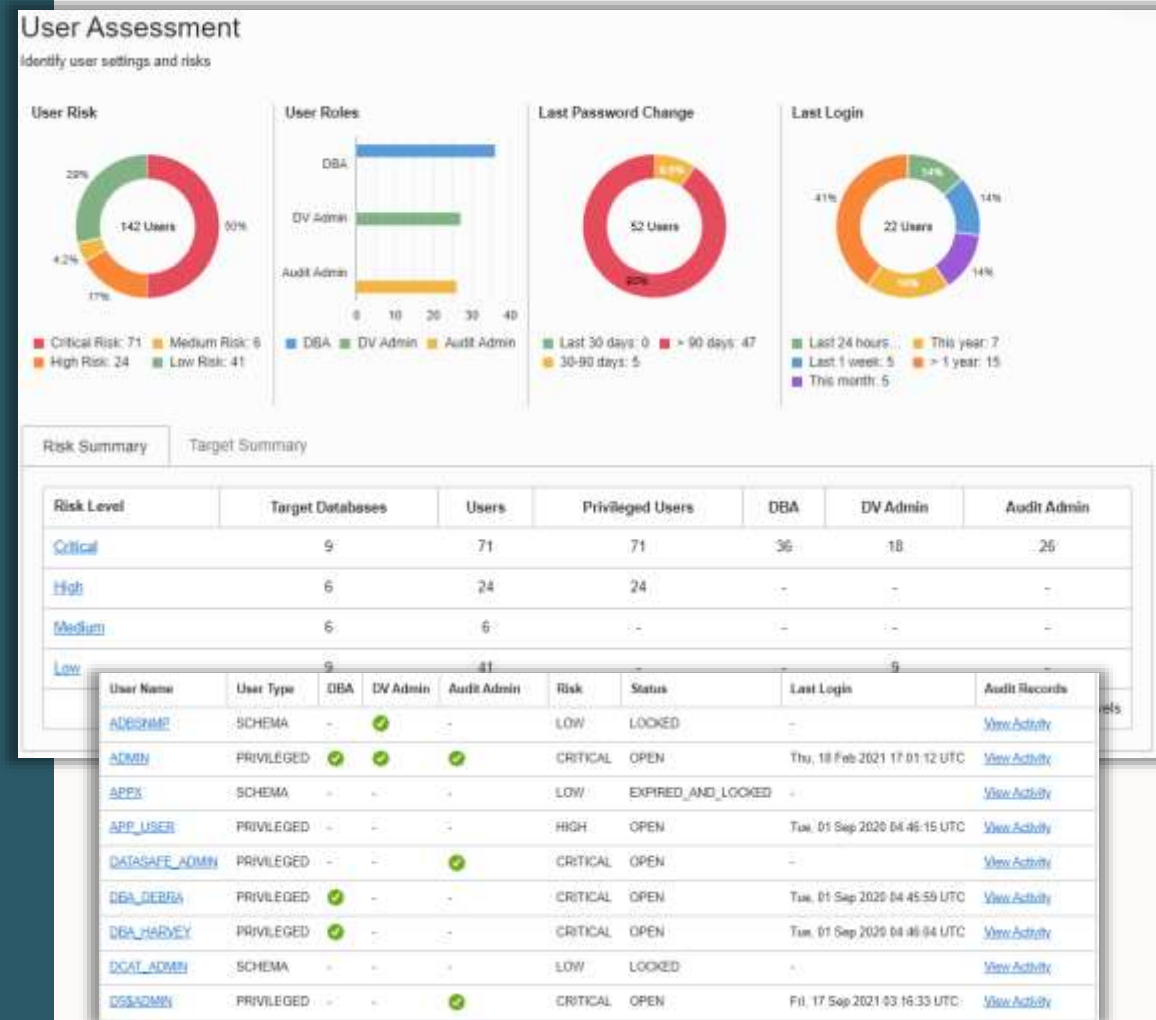 User Assessment
Identify user settings and risks
User Risk
29%
142 Users
50%
4.2%
17%
Critical Risk: 71 Medium Risk: 6
High Risk: 24 Low Risk: 41
User Roles
DBA
DV Admin
Audit Admin
0 10 20 30 40
DBA DV Admin Audit Admin
Last Password Change
52 Users
Last 30 days: 0 > 90 days: 47
30-90 days: 5
Last Login
14%
41%
14%
22 Users
14%
Last 24 hours... This year: 7
Last 1 week: 5 > 1 year: 15
This month: 5
Risk Summary Target Summary
Risk Level Target Databases Users Privileged Users DBA DV Admin Audit Admin
Critical 9 71 71 36 18 26
High 6 24 24 - - -
Medium 6 6 - - - -
Low 9 41 - - 9 -
User Name User Type DBA DV Admin Audit Admin Risk Status Last Login Audit Records
ADBSNMP SCHEMA - - LOW LOCKED - View Activity
ADMIN PRIVILEGED CRITICAL OPEN Thu, 18 Feb 2021 17:01:12 UTC View Activity
APPX SCHEMA - - - LOW EXPIRED_AND_LOCKED - View Activity
APP_USER PRIVILEGED - - - HIGH OPEN Tue, 01 Sep 2020 04:46:15 UTC View Activity
DATASAFE_ADMIN PRIVILEGED - - CRITICAL OPEN - View Activity
DBA_DEBRA PRIVILEGED - - CRITICAL OPEN Tue, 01 Sep 2020 04:45:59 UTC View Activity
DBA_HARVEY PRIVILEGED - - CRITICAL OPEN Tue, 01 Sep 2020 04:46:04 UTC View Activity
DCAT_ADMIN SCHEMA - - - LOW LOCKED - View Activity
DS$ADMIN PRIVILEGED - - CRITICAL OPEN Fri, 17 Sep 2021 03:16:33 UTC View Activity